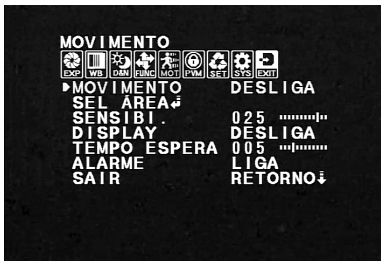 MOVIMENTO
EXP WB D&N FUNC MOT PVM SET SYS EXIT
MOVIMENTO DESLIGA
SEL ÁREA
SENSIBI. 025
DISPLAY DESLIGA
TEMPO ESPERA 005
ALARME LIGA
SAIR RETORNO